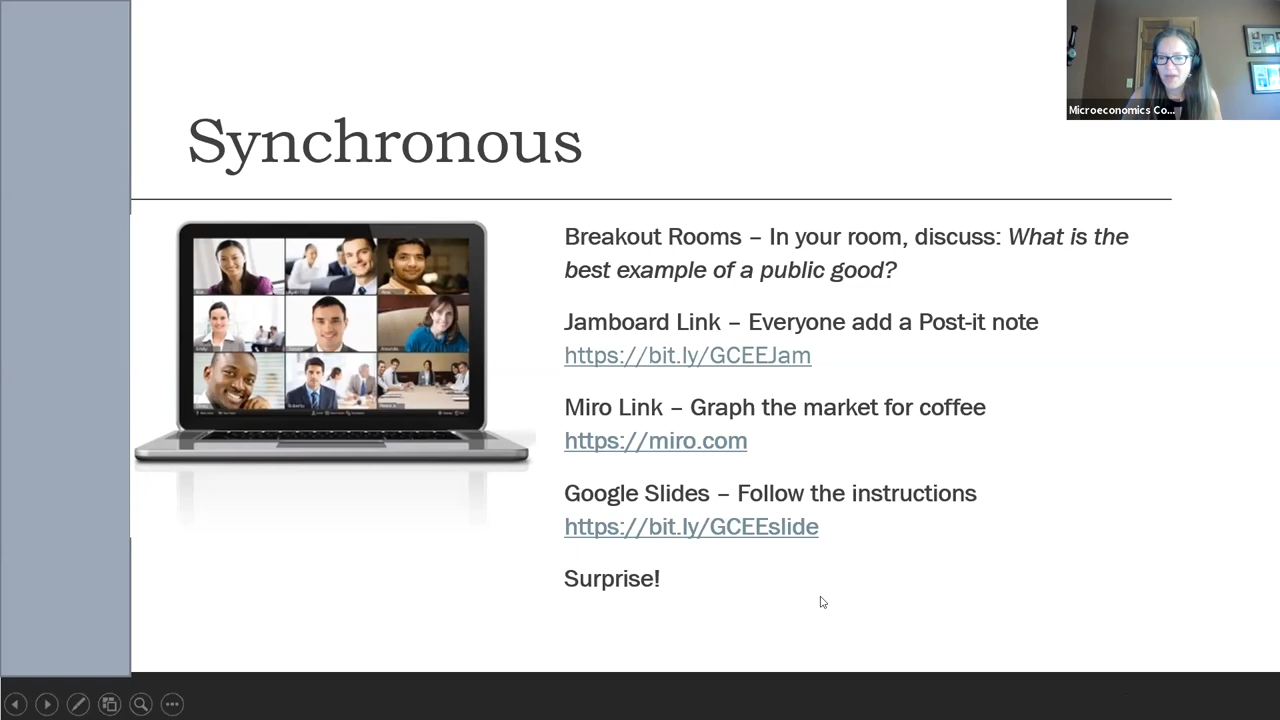 Microeconomics Co...
Synchronous
Breakout Rooms – In your room, discuss: What is the
best example of a public good?
Jamboard Link – Everyone add a Post-it note
https://bit.ly/GCEEJam
Miro Link – Graph the market for coffee
https://miro.com
Google Slides – Follow the instructions
https://bit.ly/GCEEslide
Surprise!